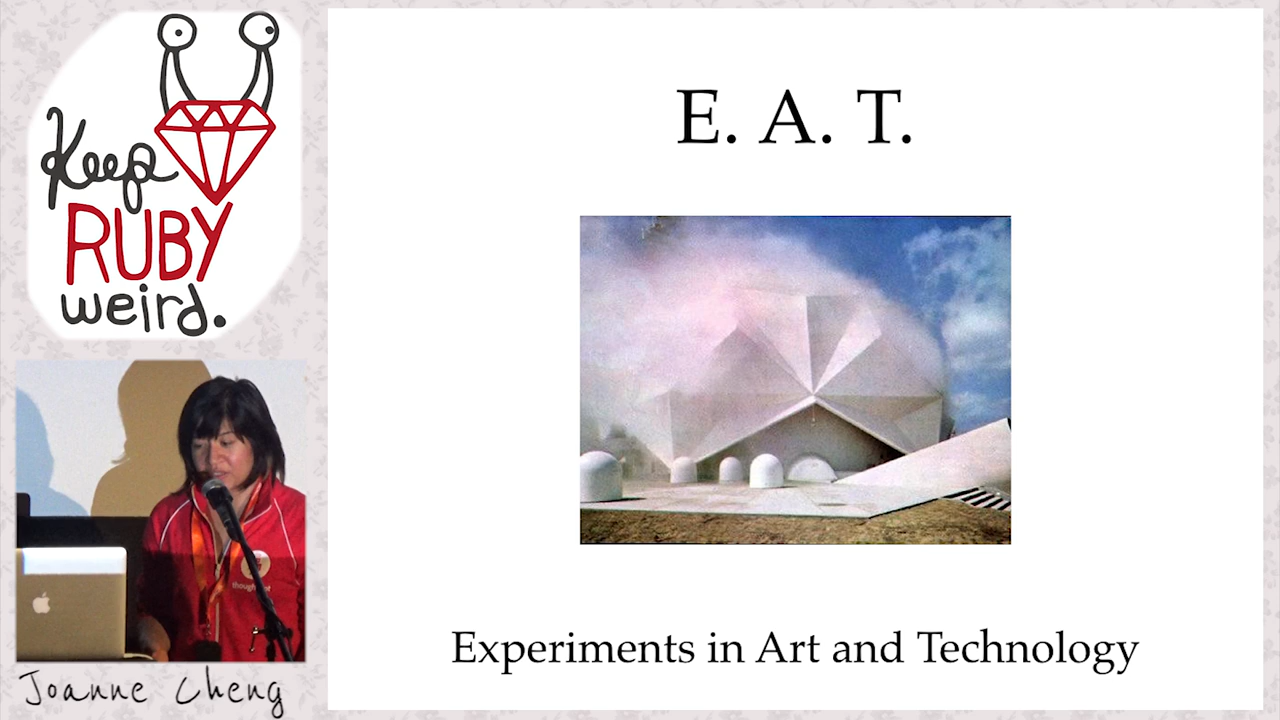 Keep
RUBY
weird.
Joanne Cheng
E. A. T.
Experiments in Art and Technology